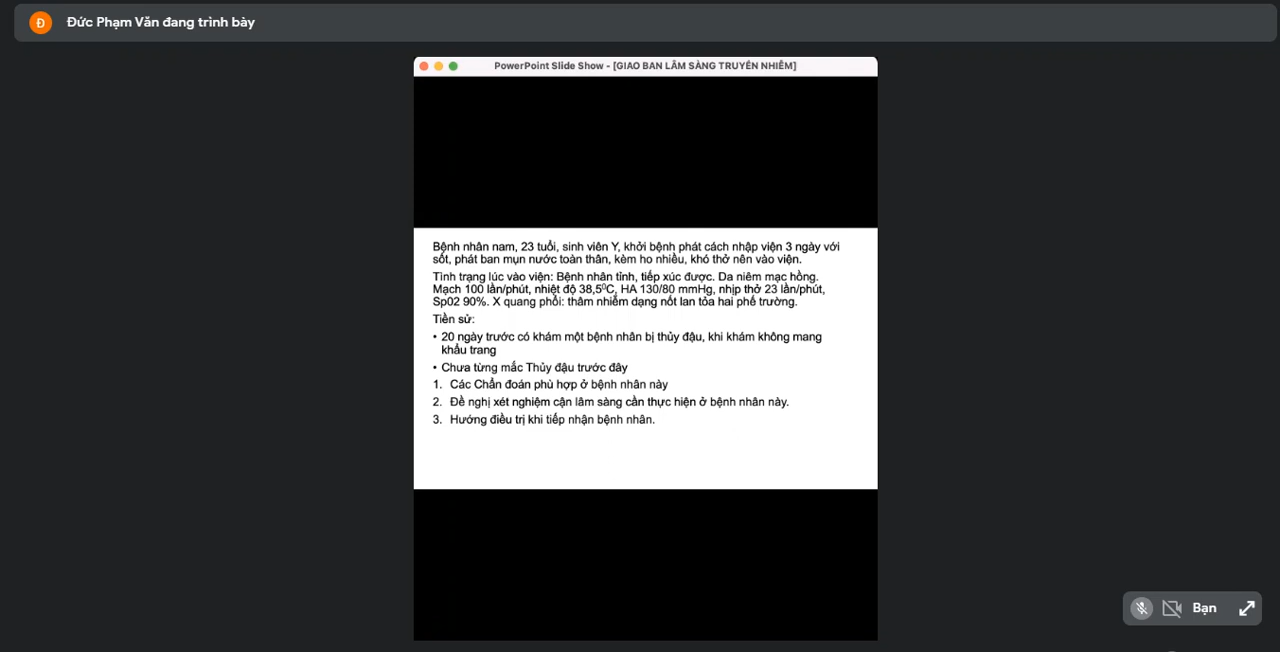 Đ
Đức Phạm Văn đang trình bày
PowerPoint Slide Show - [GIAO BAN LÂM SÀNG TRUYỀN NHIỄM]
Bệnh nhân nam, 23 tuổi, sinh viên Y, khởi bệnh phát cách nhập viện 3 ngày với
sốt, phát ban mụn nước toàn thân, kèm ho nhiều, khó thở nên vào viện.
Tình trạng lúc vào viện: Bệnh nhân tỉnh, tiếp xúc được. Da niêm mạc hồng.
Mạch 100 lần/phút, nhiệt độ 38,5⁰C, HA 130/80 mmHg, nhịp thở 23 lần/phút,
Sp02 90%. X quang phổi: thâm nhiễm dạng nốt lan tỏa hai phế trường.
Tiền sử:
• 20 ngày trước có khám một bệnh nhân bị thủy đậu, khi khám không mang
khẩu trang
• Chưa từng mắc Thủy đậu trước đây
1. Các Chẩn đoán phù hợp ở bệnh nhân này
2. Đề nghị xét nghiệm cận lâm sàng cần thực hiện ở bệnh nhân này.
3. Hướng điều trị khi tiếp nhận bệnh nhân.
Bạn